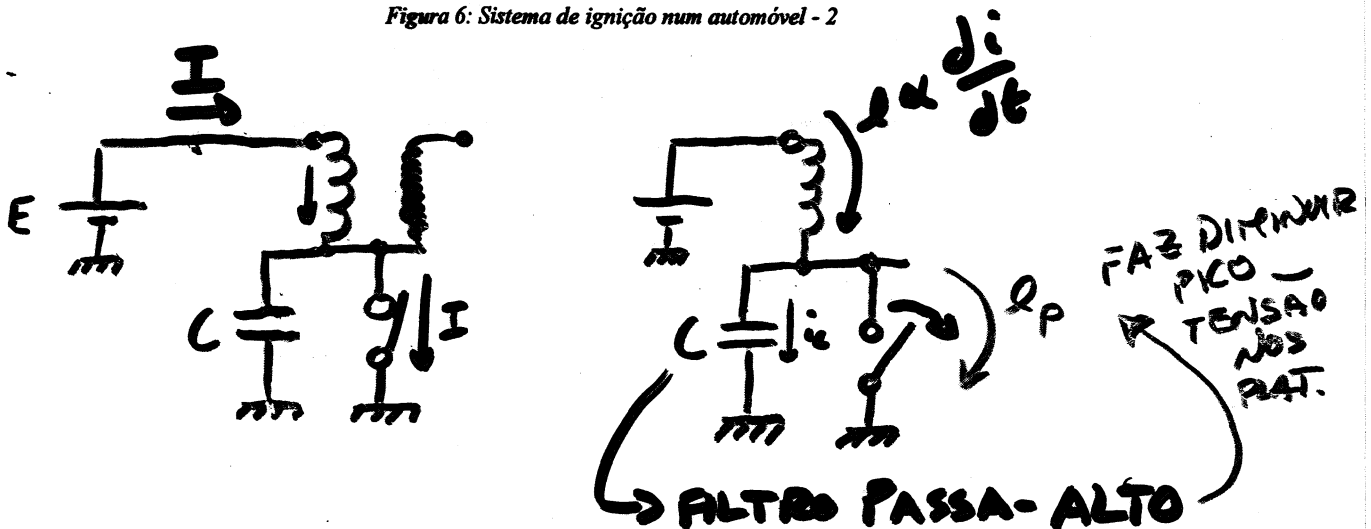 Figura 6: Sistema de ignição num automóvel - 2
I
E
C
I
e α di/dt
C
ic
ep
FAZ DIMINUIR
PICO
TENSÃO
NOS
PLAT.
FILTRO PASSA-ALTO